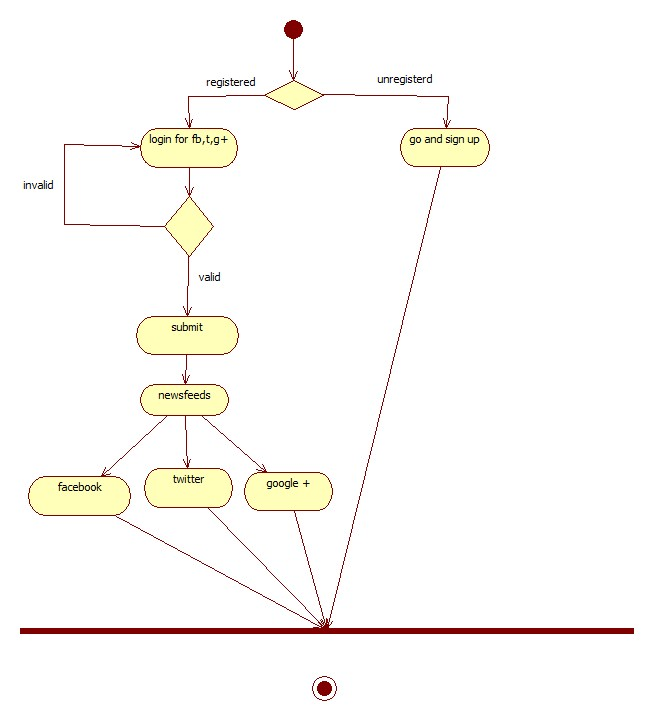 registered
unregisterd
login for fb,t,g+
go and sign up
invalid
valid
submit
newsfeeds
facebook
twitter
google +